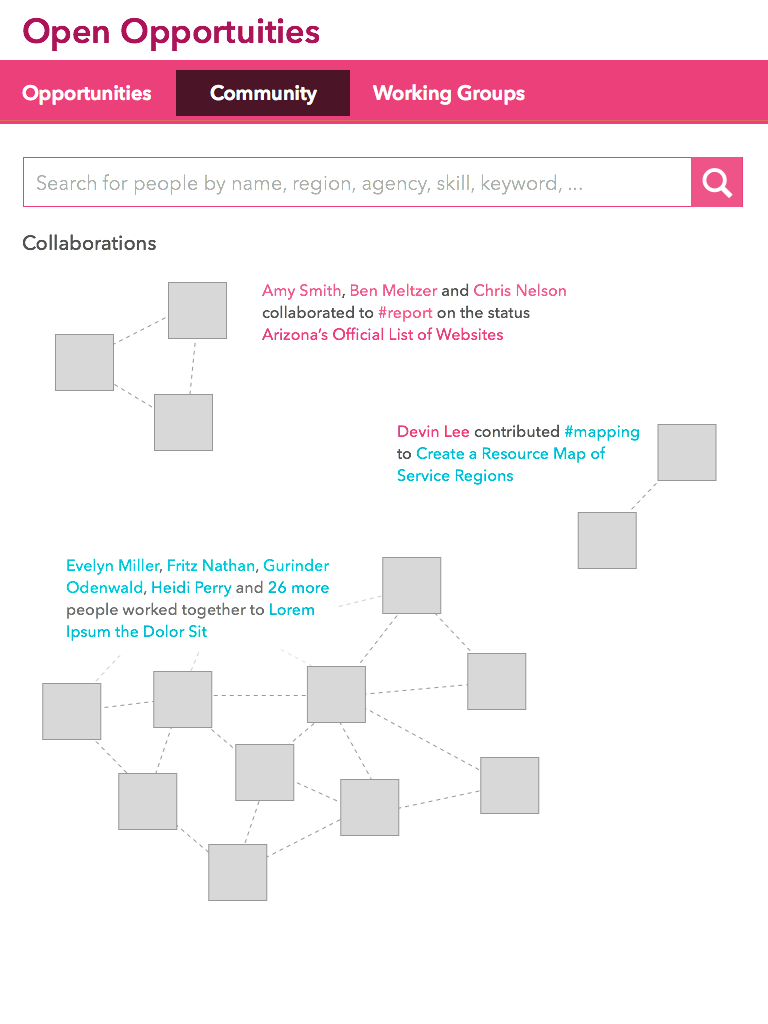 Open Opportuities
Opportunities
Community
Working Groups
Search for people by name, region, agency, skill, keyword, ...
Collaborations
Amy Smith, Ben Meltzer and Chris Nelson
collaborated to #report on the status
Arizona's Official List of Websites
Devin Lee contributed #mapping
to Create a Resource Map of
Service Regions
Evelyn Miller, Fritz Nathan, Gurinder
Odenwald, Heidi Perry and 26 more
people worked together to Lorem
Ipsum the Dolor Sit